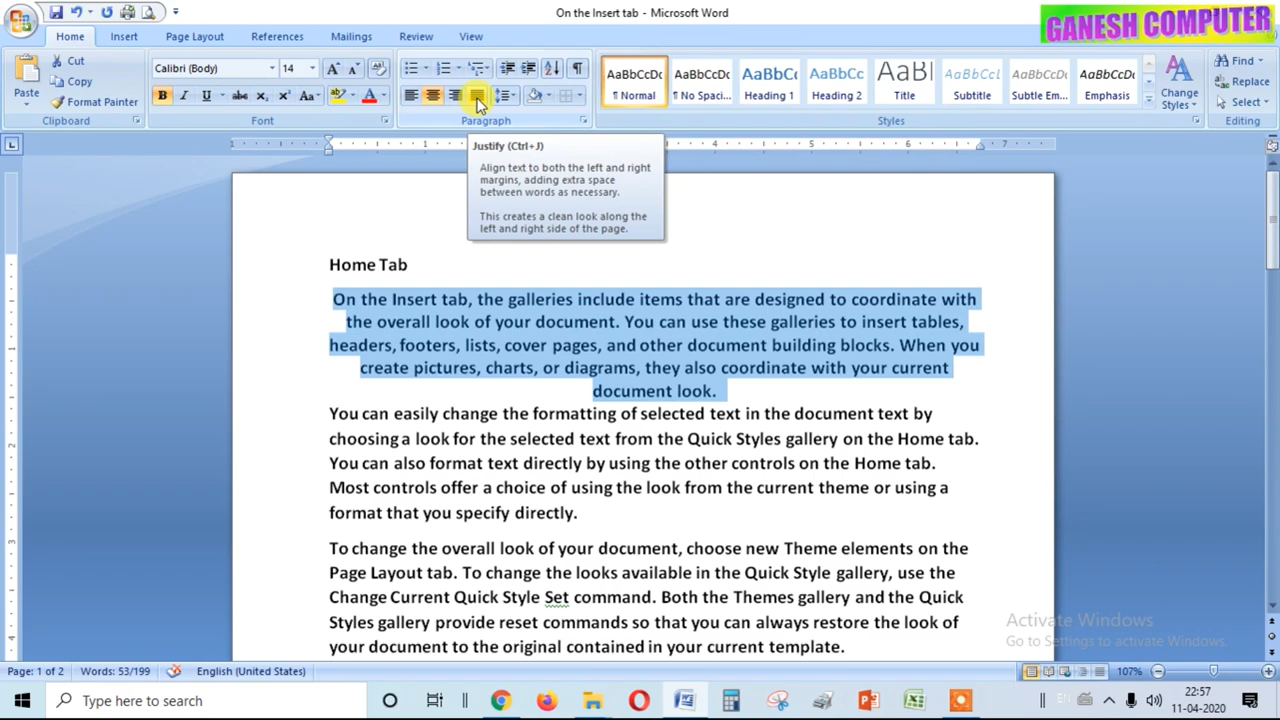 On the Insert tab - Microsoft Word
GANESH COMPUTER
Home Insert Page Layout References Mailings Review View
Paste
Cut
Copy
Format Painter
Clipboard
Calibri (Body) 14
B I U abc x₂ x² Aa
Font
Paragraph
AaBbCcDc AaBbCcDc AaBbCc AaBbCc AaBl AaBbCcl AaBbCcDc AaBbCcDc
¶ Normal ¶ No Spaci... Heading 1 Heading 2 Title Subtitle Subtle Em... Emphasis
Change
Styles
Styles
Find
Replace
Select
Editing
1 1 4 5 6 7
Justify (Ctrl+J)
Align text to both the left and right
margins, adding extra space
between words as necessary.
This creates a clean look along the
left and right side of the page.
Home Tab
On the Insert tab, the galleries include items that are designed to coordinate with
the overall look of your document. You can use these galleries to insert tables,
headers, footers, lists, cover pages, and other document building blocks. When you
create pictures, charts, or diagrams, they also coordinate with your current
document look.
You can easily change the formatting of selected text in the document text by
choosing a look for the selected text from the Quick Styles gallery on the Home tab.
You can also format text directly by using the other controls on the Home tab.
Most controls offer a choice of using the look from the current theme or using a
format that you specify directly.
To change the overall look of your document, choose new Theme elements on the
Page Layout tab. To change the looks available in the Quick Style gallery, use the
Change Current Quick Style Set command. Both the Themes gallery and the Quick
Styles gallery provide reset commands so that you can always restore the look of
your document to the original contained in your current template.
Activate Windows
Go to Settings to activate Windows.
Page: 1 of 2 Words: 53/199 English (United States) 107%
Type here to search
22:57
11-04-2020